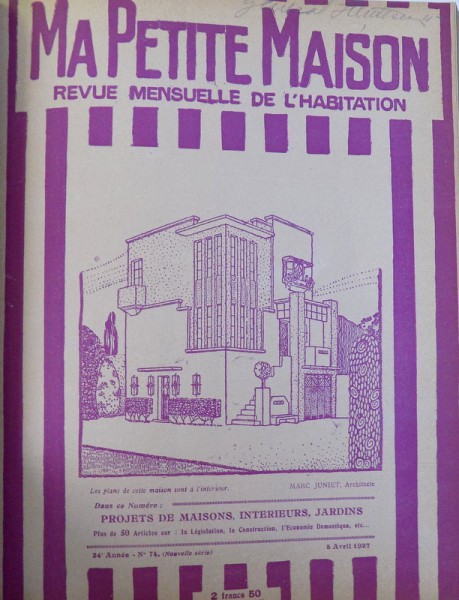 MA PETITE MAISON
REVUE MENSUELLE DE L'HABITATION
Les plans de cette maison sont à l'intérieur.
MARC JUNIET, Architecte
Dans ce Numéro :
PROJETS DE MAISONS, INTERIEURS, JARDINS
Plus de 50 Articles sur : la Législation, la Construction, l'Economie Domestique, etc...
24e Année - N° 74, (Nouvelle série)
5 Avril 1927
2 francs 50